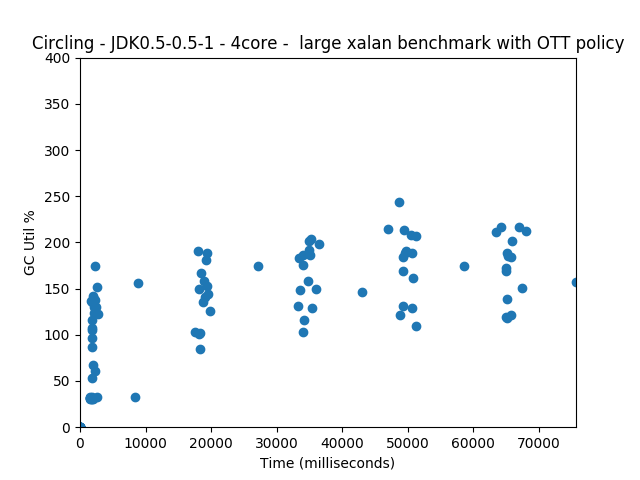 Circling - JDK0.5-0.5-1 - 4core -  large xalan benchmark with OTT policy
400
350
300
250
200
150
100
50
0
GC Util %
0 10000 20000 30000 40000 50000 60000 70000
Time (milliseconds)